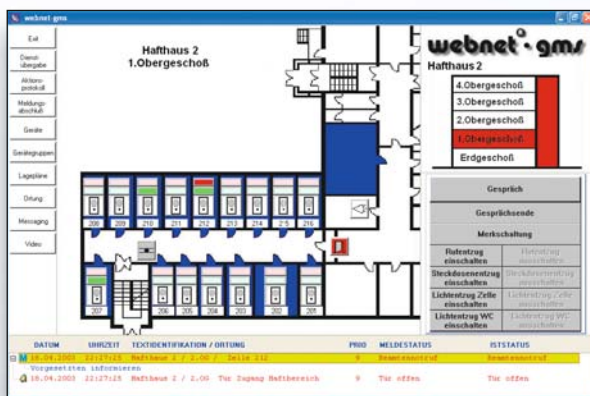 webnet-gms
Exit
Dienst-
übergabe
Aktions-
protokoll
Meldungs-
abschluß
Geräte
Gerätegruppen
Lagepläne
Ortung
Messaging
Video
Hafthaus 2
1.Obergeschoß
208 209 210 211 212 213 214 215 216
207 206 205 204 203 202 201
webnet-gms
Hafthaus 2
4.Obergeschoß
3.Obergeschoß
2.Obergeschoß
1.Obergeschoß
Erdgeschoß
Gespräch
Gesprächsende
Merkschaltung
Rufentzug
einschalten
Rufentzug
ausschalten
Steckdosenentzug
einschalten
Steckdosenentzug
ausschalten
Lichtentzug Zelle
einschalten
Lichtentzug Zelle
ausschalten
Lichtentzug WC
einschalten
Lichtentzug WC
ausschalten
DATUM UHRZEIT TEXTIDENTIFIKATION / ORTUNG PRIO MELDESTATUS ISTSTATUS
18.04.2003 22:27:25 Hafthaus 2 / 2.00 / Zelle 212 Beamtennotruf Beamtennotruf
Vorgesetzten informieren
18.04.2003 22:27:25 Hafthaus 2 / 2.00 Tür Zugang Haftbereich Tür offen Tür offen